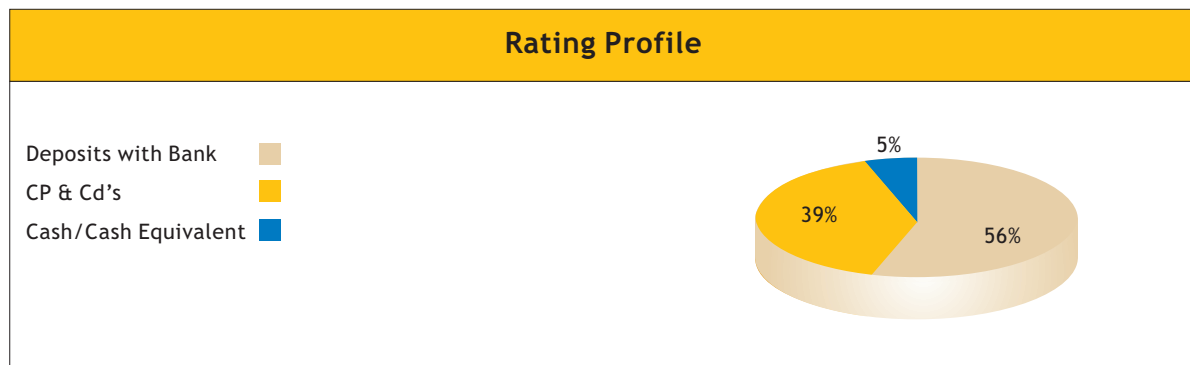 Rating Profile
Deposits with Bank
CP & Cd’s
Cash/Cash Equivalent
5%
39%
56%